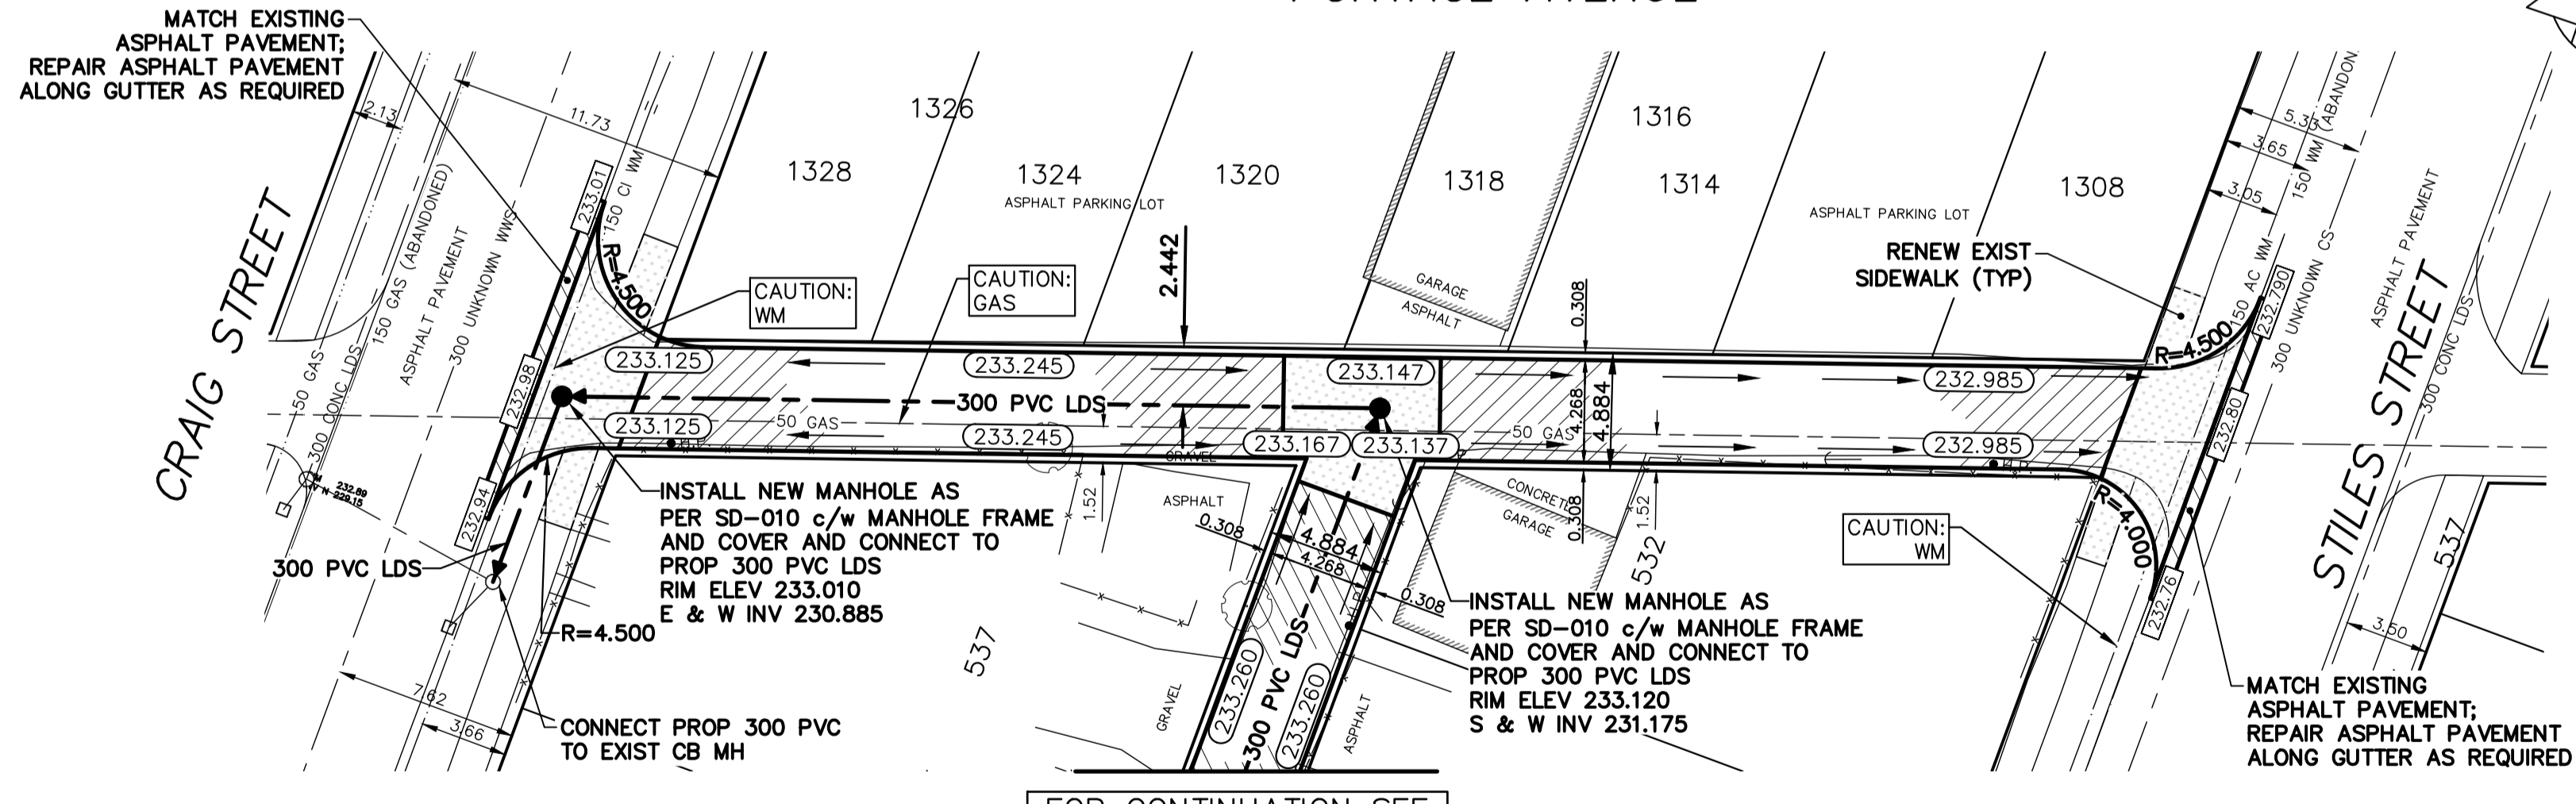 MATCH EXISTING
ASPHALT PAVEMENT;
REPAIR ASPHALT PAVEMENT
ALONG GUTTER AS REQUIRED
2.13
11.73
150 CI WM
233.01
CRAIG STREET
150 GAS (ABANDONED)
ASPHALT PAVEMENT
300 UNKNOWN WWS
300 CONC LDS
R=4.500
232.98
232.94
232.89
229.15
CAUTION:
WM
CAUTION:
GAS
1328
1326
1324
1320
ASPHALT PARKING LOT
2.442
1318
1316
1314
GARAGE
ASPHALT
0.308
ASPHALT PARKING LOT
1308
RENEW EXIST
SIDEWALK (TYP)
5.33
3.65
3.05
150 WM (ABANDON
150 AC WM
232.790
300 UNKNOWN CS
ASPHALT PAVEMENT
300 CONC LDS
STILES STREET
R=4.500
233.125
233.245
233.147
232.985
300 PVC LDS
4.268
4.884
233.125
50 GAS
233.245
233.167
233.137
50 GAS
232.985
GRAVEL
H.P.
232.80
232.76
R=4.000
300 PVC LDS
INSTALL NEW MANHOLE AS
PER SD-010 c/w MANHOLE FRAME
AND COVER AND CONNECT TO
PROP 300 PVC LDS
RIM ELEV 233.010
E & W INV 230.885
R=4.500
1.52
ASPHALT
0.308
4.884
4.268
0.308
CONCRETE
GARAGE
0.308
1.52
532
CAUTION:
WM
537
537
3.50
INSTALL NEW MANHOLE AS
PER SD-010 c/w MANHOLE FRAME
AND COVER AND CONNECT TO
PROP 300 PVC LDS
RIM ELEV 233.120
S & W INV 231.175
GRAVEL
233.260
300 PVC LDS
233.260
ASPHALT
7.62
3.66
CONNECT PROP 300 PVC
TO EXIST CB MH
MATCH EXISTING
ASPHALT PAVEMENT;
REPAIR ASPHALT PAVEMENT
ALONG GUTTER AS REQUIRED
FOR CONTINUATION SEE